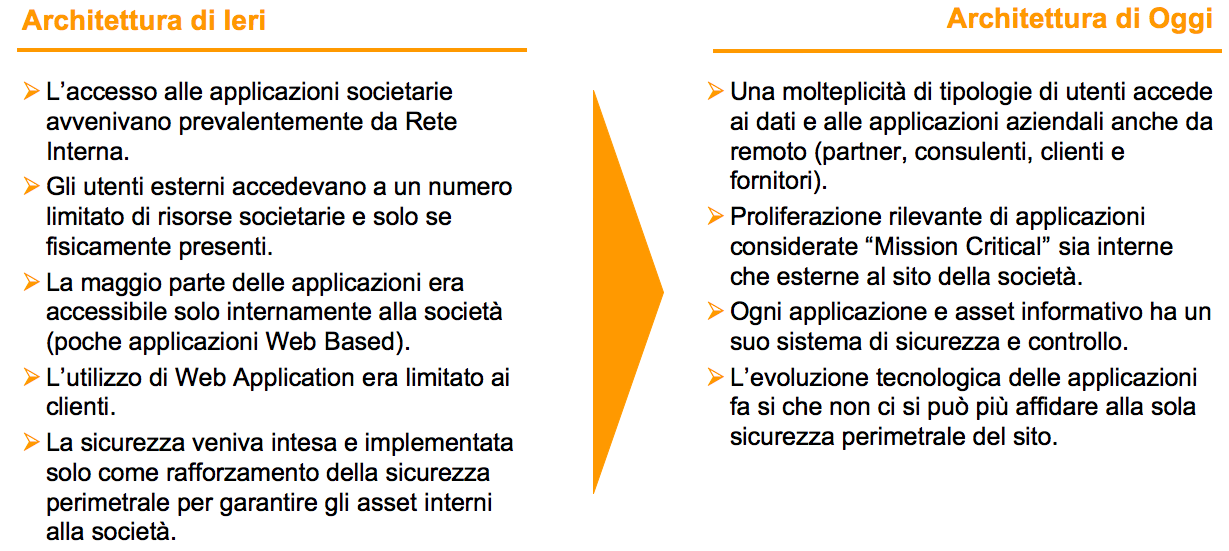 Architettura di Ieri
L’accesso alle applicazioni societarie
avvenivano prevalentemente da Rete
Interna.
Gli utenti esterni accedevano a un numero
limitato di risorse societarie e solo se
fisicamente presenti.
La maggio parte delle applicazioni era
accessibile solo internamente alla società
(poche applicazioni Web Based).
L’utilizzo di Web Application era limitato ai
clienti.
La sicurezza veniva intesa e implementata
solo come rafforzamento della sicurezza
perimetrale per garantire gli asset interni
alla società.
Architettura di Oggi
Una molteplicità di tipologie di utenti accede
ai dati e alle applicazioni aziendali anche da
remoto (partner, consulenti, clienti e
fornitori).
Proliferazione rilevante di applicazioni
considerate “Mission Critical” sia interne
che esterne al sito della società.
Ogni applicazione e asset informativo ha un
suo sistema di sicurezza e controllo.
L’evoluzione tecnologica delle applicazioni
fa si che non ci si può più affidare alla sola
sicurezza perimetrale del sito.